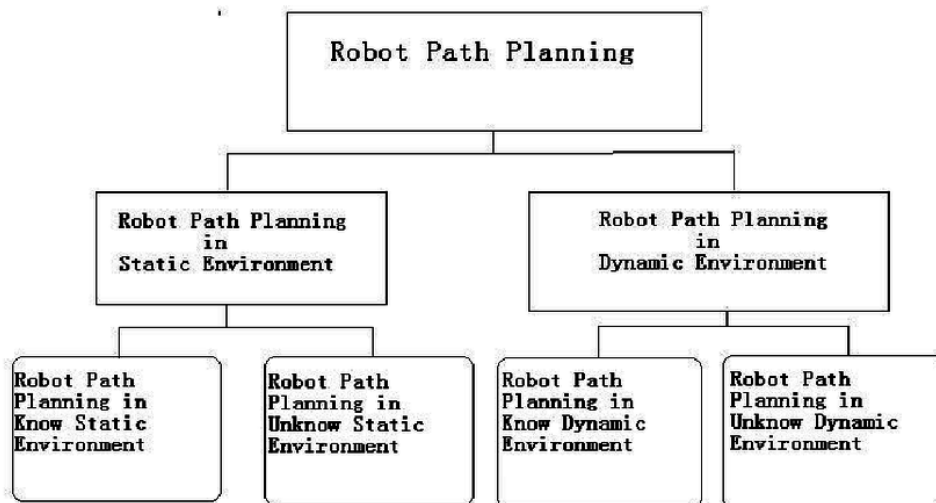 Robot Path Planning
Robot Path Planning
in
Static Environment
Robot Path Planning
in
Dynamic Environment
Robot Path
Planning in
Know Static
Environment
Robot Path
Planning in
Unknow Static
Environment
Robot Path
Planning in
Know Dynamic
Environment
Robot Path
Planning in
Unknow Dynamic
Environment